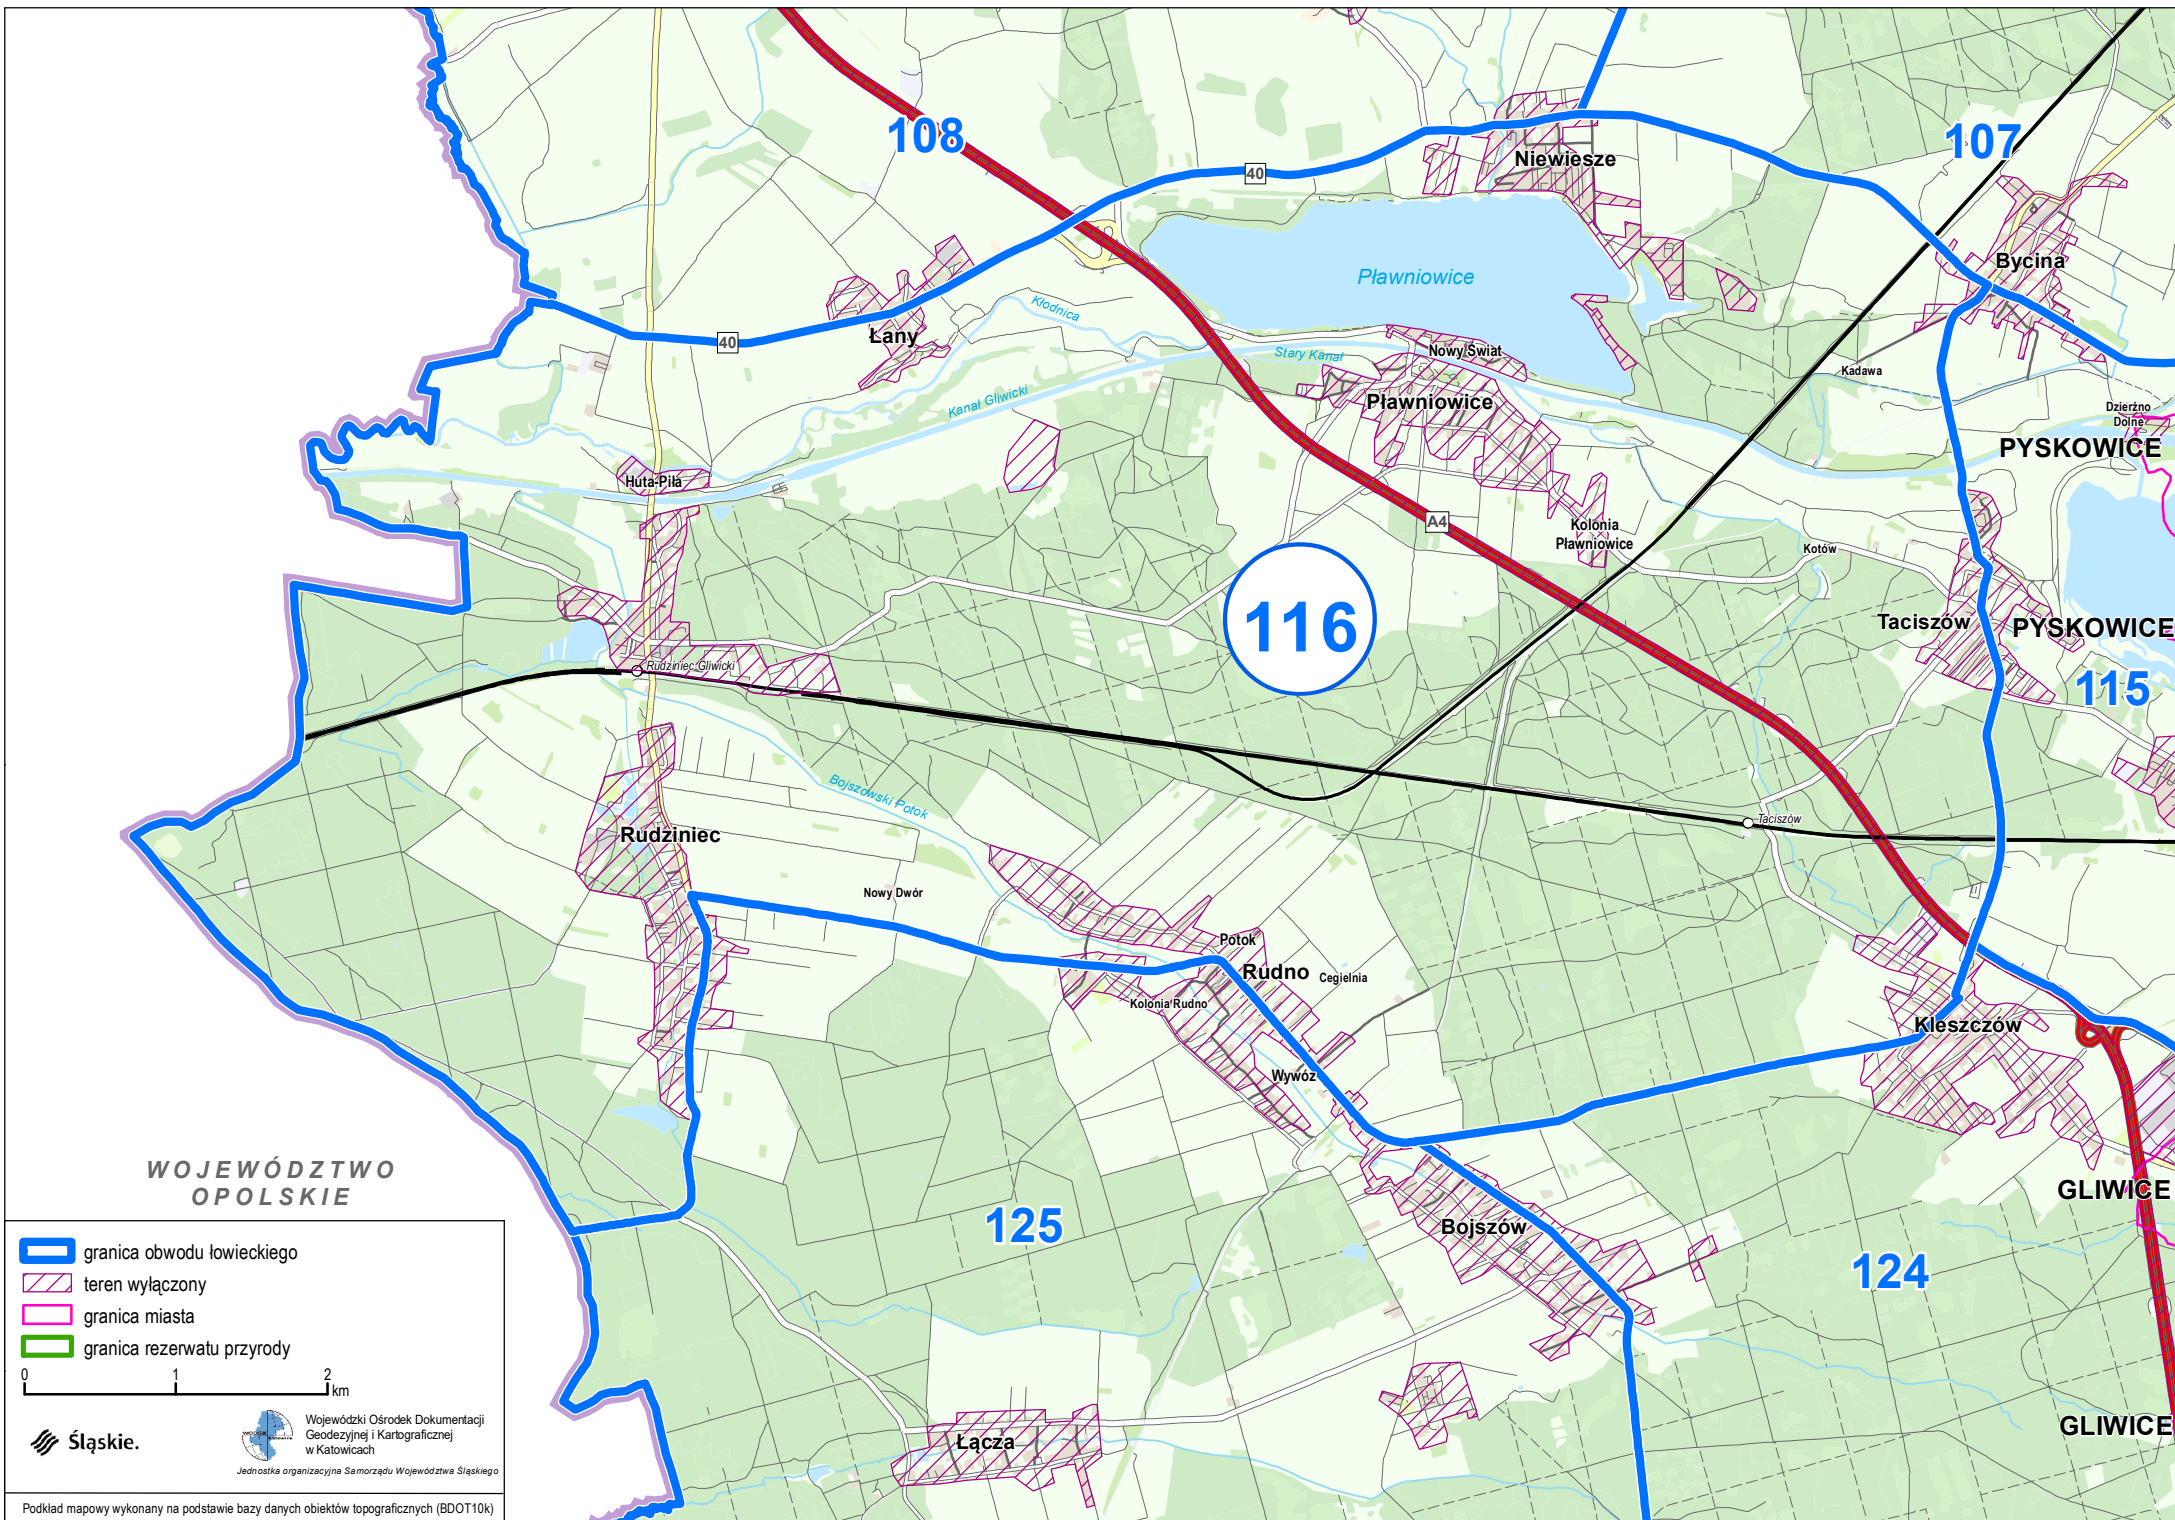 108
107
40
Niewiesze
Bycina
Pławniowice
Kłodnica
Łany
40
Stary Kanał
Nowy Świat
Kadawa
Kanał Gliwicki
Pławniowice
Dzierżno
Dolne
PYSKOWICE
Huta-Piła
A4
Kolonia
Pławniowice
Kotów
116
Taciszów
PYSKOWICE
Rudziniec Gliwicki
115
Bojszowski Potok
Taciszów
Rudziniec
Nowy Dwór
Potok
Rudno
Cegielnia
Kolonia Rudno
Kleszczów
Wywóz
WOJEWÓDZTWO
OPOLSKIE
GLIWICE
125
Bojszów
124
granica obwodu łowieckiego
teren wyłączony
granica miasta
granica rezerwatu przyrody
0 1 2
km
GLIWICE
Łącza
Śląskie.
Wojewódzki Ośrodek Dokumentacji
Geodezyjnej i Kartograficznej
w Katowicach
Jednostka organizacyjna Samorządu Województwa Śląskiego
Podkład mapowy wykonany na podstawie bazy danych obiektów topograficznych (BDOT10k)